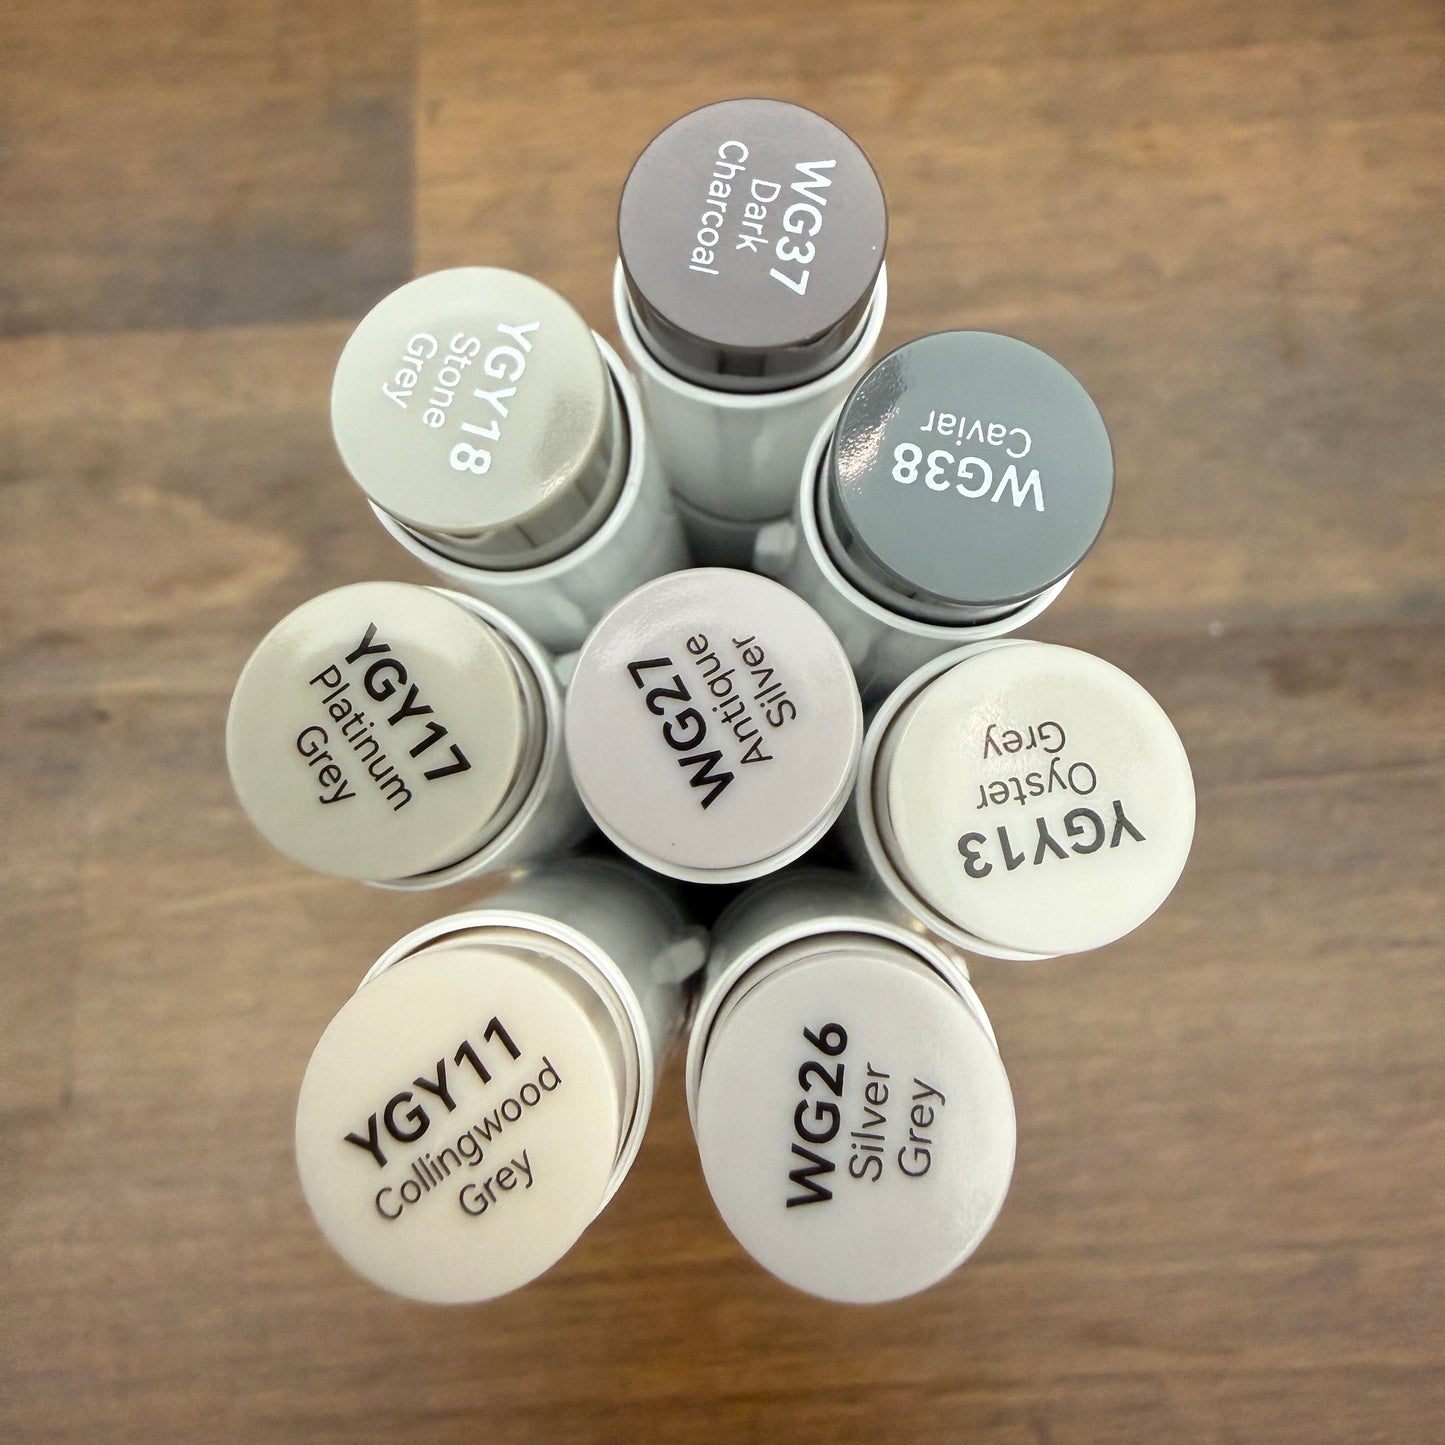 WG37
Dark
Charcoal
YGY18
Stone
Grey
WG38
Caviar
YGY17
Platinum
Grey
WG27
Antique
Silver
YGY13
Oyster
Grey
YGY11
Collingwood
Grey
WG26
Silver
Grey